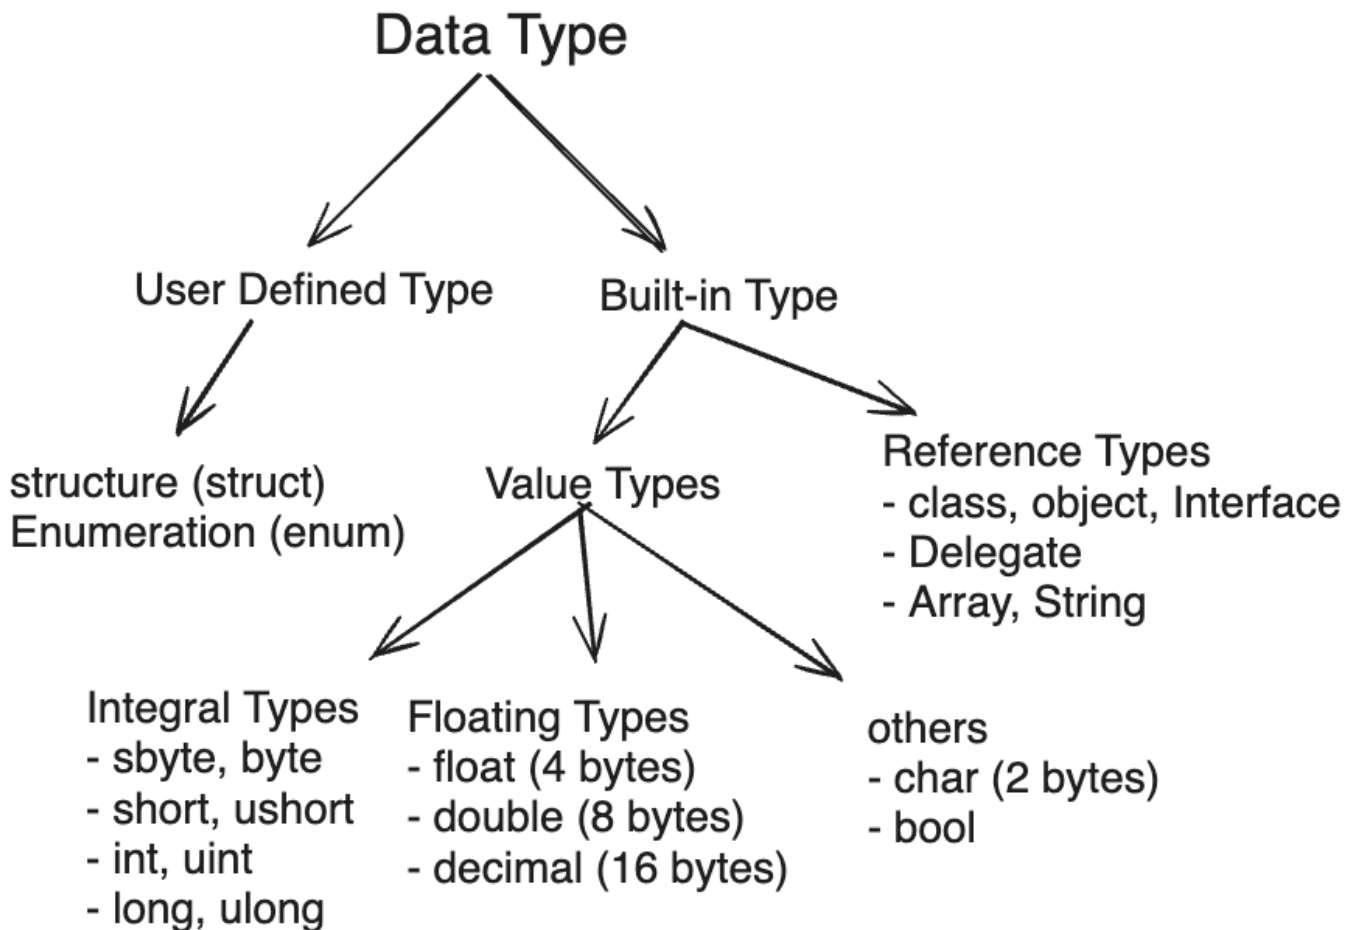 Data Type
User Defined Type
Built-in Type
structure (struct)
Enumeration (enum)
Value Types
Reference Types
- class, object, Interface
- Delegate
- Array, String
Integral Types
- sbyte, byte
- short, ushort
- int, uint
- long, ulong
Floating Types
- float (4 bytes)
- double (8 bytes)
- decimal (16 bytes)
others
- char (2 bytes)
- bool